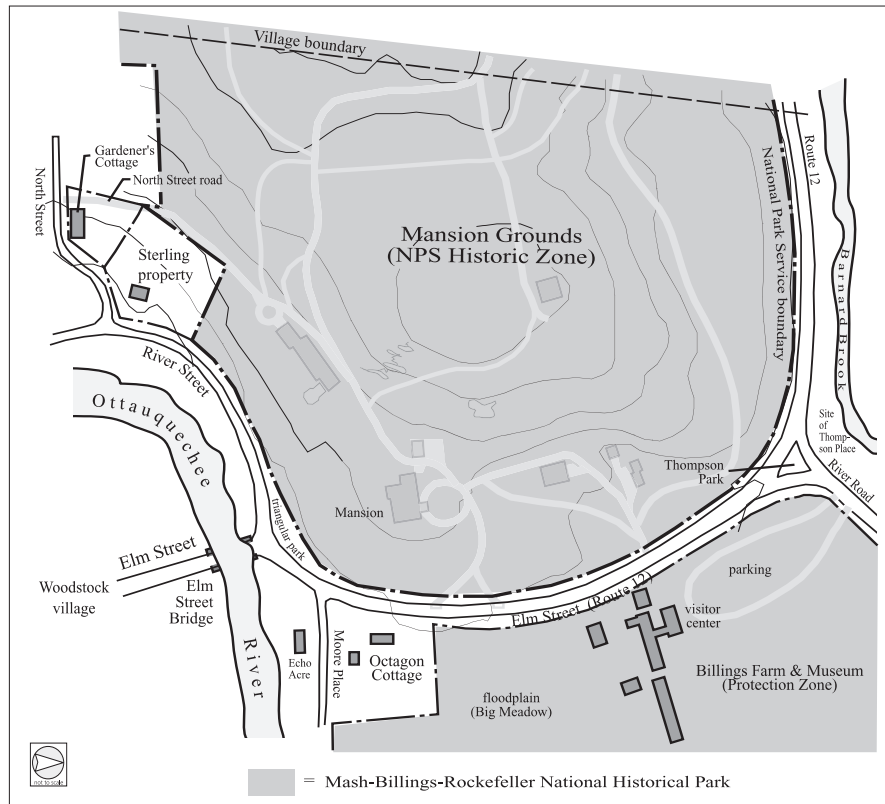 Village boundary
Gardener's
Cottage
North Street road
North Street
Sterling
property
Mansion Grounds
(NPS Historic Zone)
National Park Service boundary
Route 12
Barnard Brook
River Street
Ottauquechee
River
Site
of
Thomp-
son Place
River Road
Thompson
Park
Mansion
triangular park
Elm Street
Woodstock
village
Elm
Street
Bridge
Elm Street (Route 12)
parking
visitor
center
Echo
Acre
Moore Place
Octagon
Cottage
floodplain
(Big Meadow)
Billings Farm & Museum
(Protection Zone)
not to scale
= Mash-Billings-Rockefeller National Historical Park